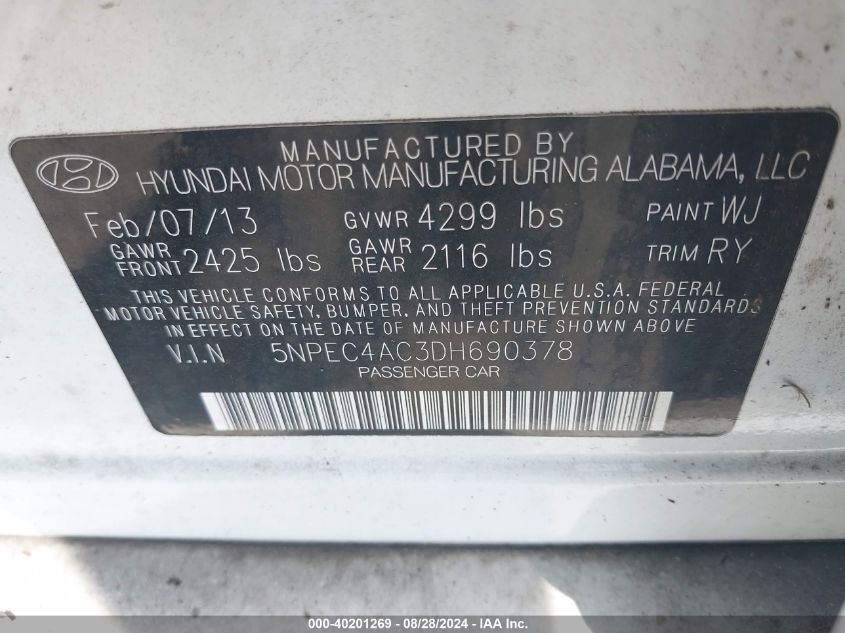 MANUFACTURED BY
HYUNDAI MOTOR MANUFACTURING ALABAMA, LLC
Feb/07/13 GVWR 4299 lbs PAINT WJ
GAWR FRONT 2425 lbs GAWR REAR 2116 lbs TRIM RY
THIS VEHICLE CONFORMS TO ALL APPLICABLE U.S.A. FEDERAL
MOTOR VEHICLE SAFETY, BUMPER, AND THEFT PREVENTION STANDARDS
IN EFFECT ON THE DATE OF MANUFACTURE SHOWN ABOVE.
V.I.N 5NPEC4AC3DH690378
PASSENGER CAR
000-40201269 - 08/28/2024 - IAA Inc.